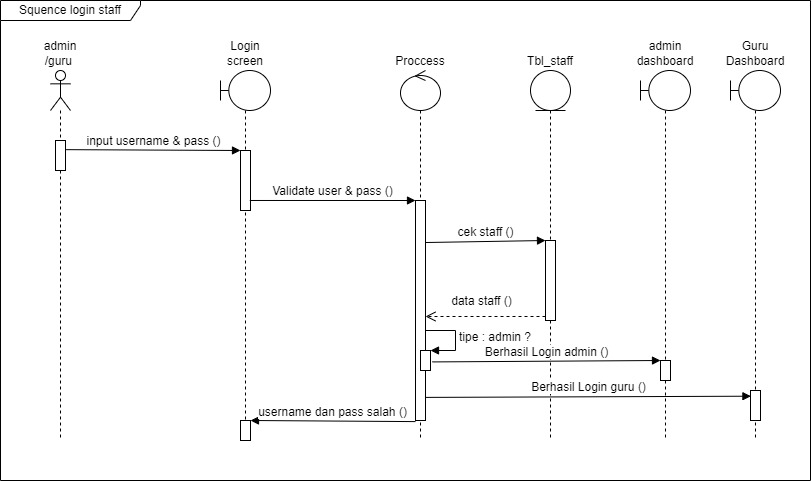 Squence login staff
admin
/guru
Login
screen
Proccess
Tbl_staff
admin
dashboard
Guru
Dashboard
input username & pass ()
Validate user & pass ()
cek staff ()
data staff ()
tipe : admin ?
Berhasil Login admin ()
Berhasil Login guru ()
username dan pass salah ()